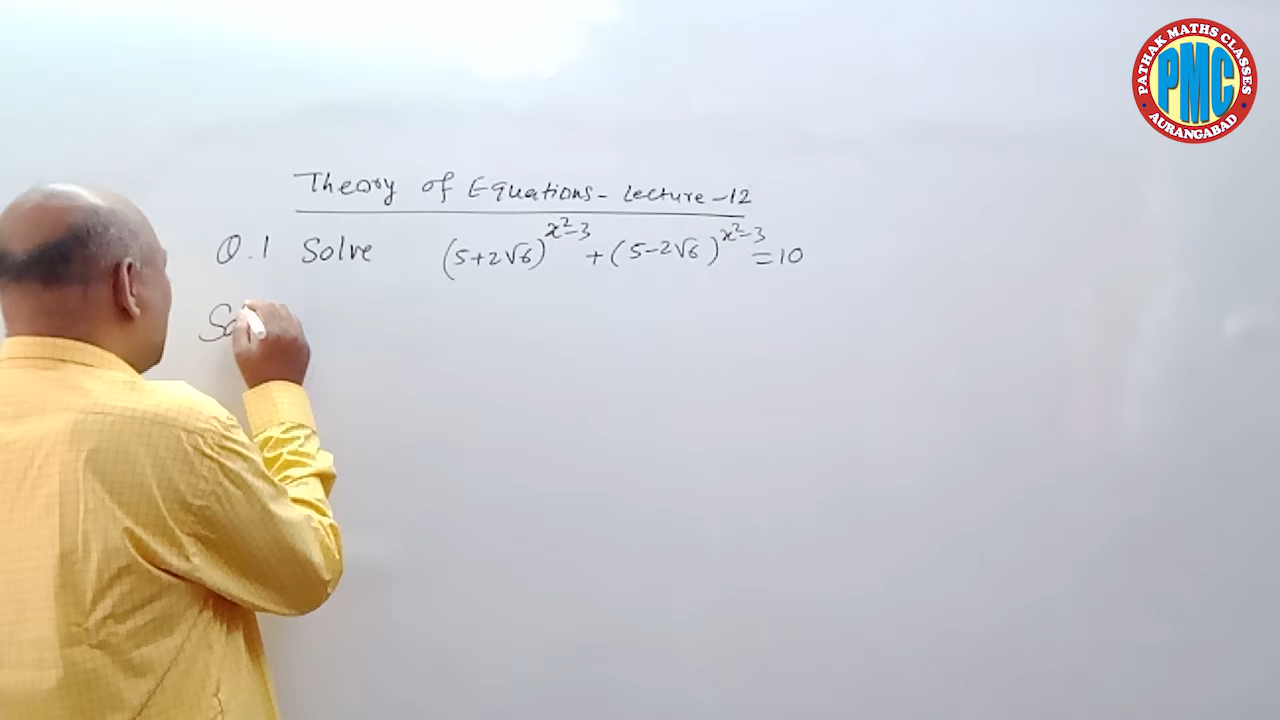 PATHAK MATHS CLASSES
PMC
AURANGABAD
Theory of Equations - Lecture - 12
Q.1 Solve (5+2√6)^{x²-3} + (5-2√6)^{x²-3} = 10
So